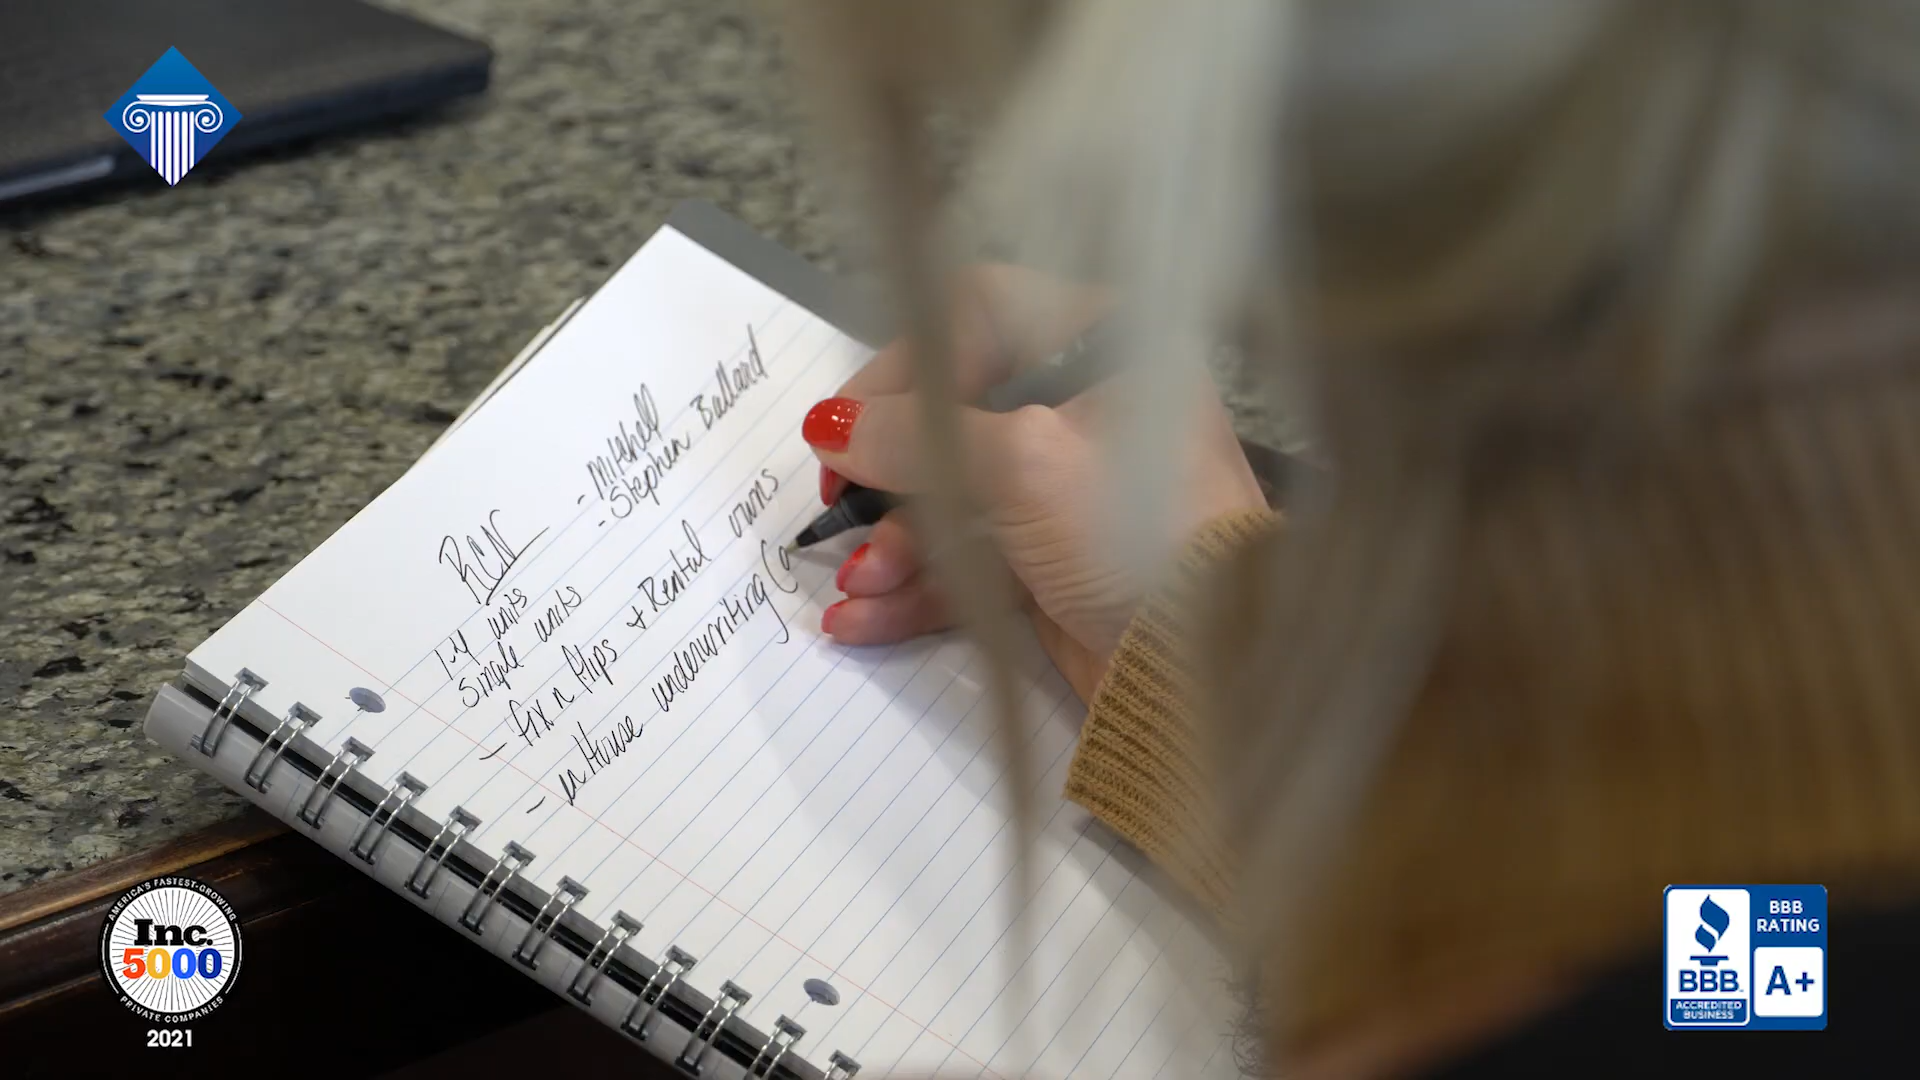 RCN
- Mitchell
- Stephen Ballard
1-4 units
Single units
- fix n flips + Rental owns
- in House underwriting Co
AMERICA'S FASTEST-GROWING
Inc.
5000
PRIVATE COMPANIES
2021
BBB
ACCREDITED
BUSINESS
BBB
RATING
A+